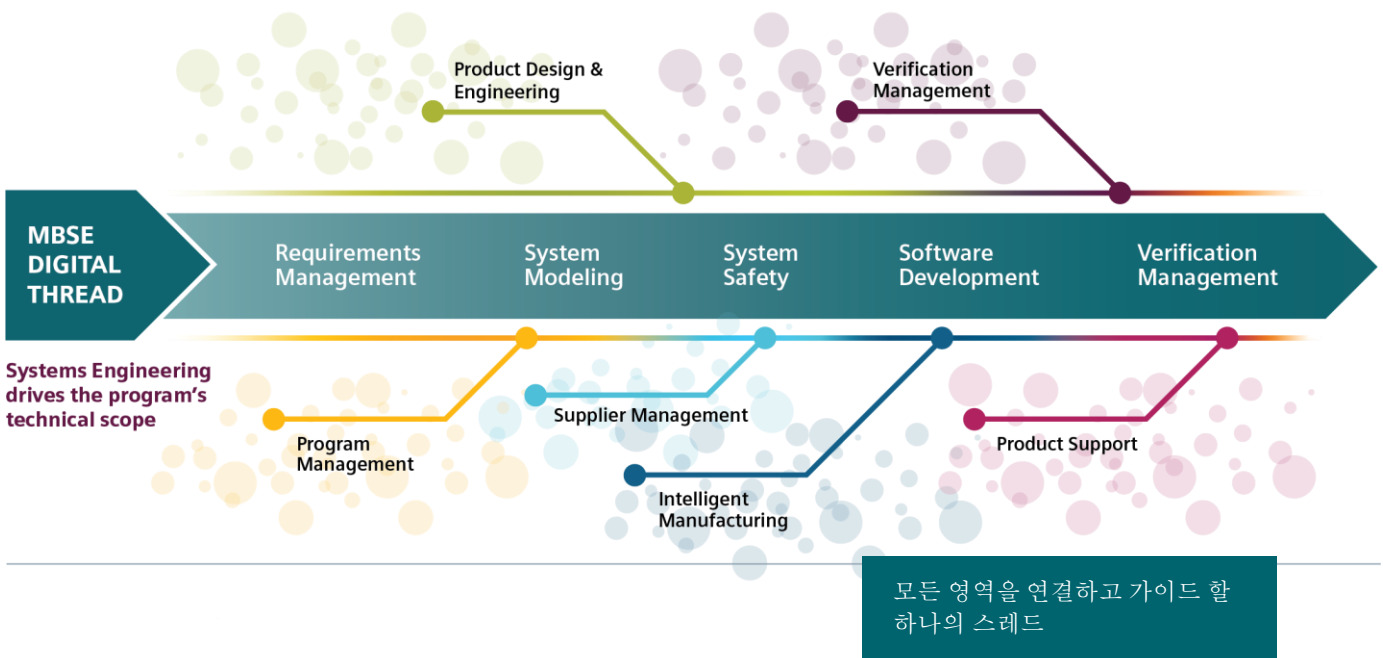 Product Design &
Engineering
Verification
Management
MBSE
DIGITAL
THREAD
Requirements
Management
System
Modeling
System
Safety
Software
Development
Verification
Management
Systems Engineering
drives the program's
technical scope
Program
Management
Supplier Management
Intelligent
Manufacturing
Product Support
모든 영역을 연결하고 가이드 할
하나의 스레드